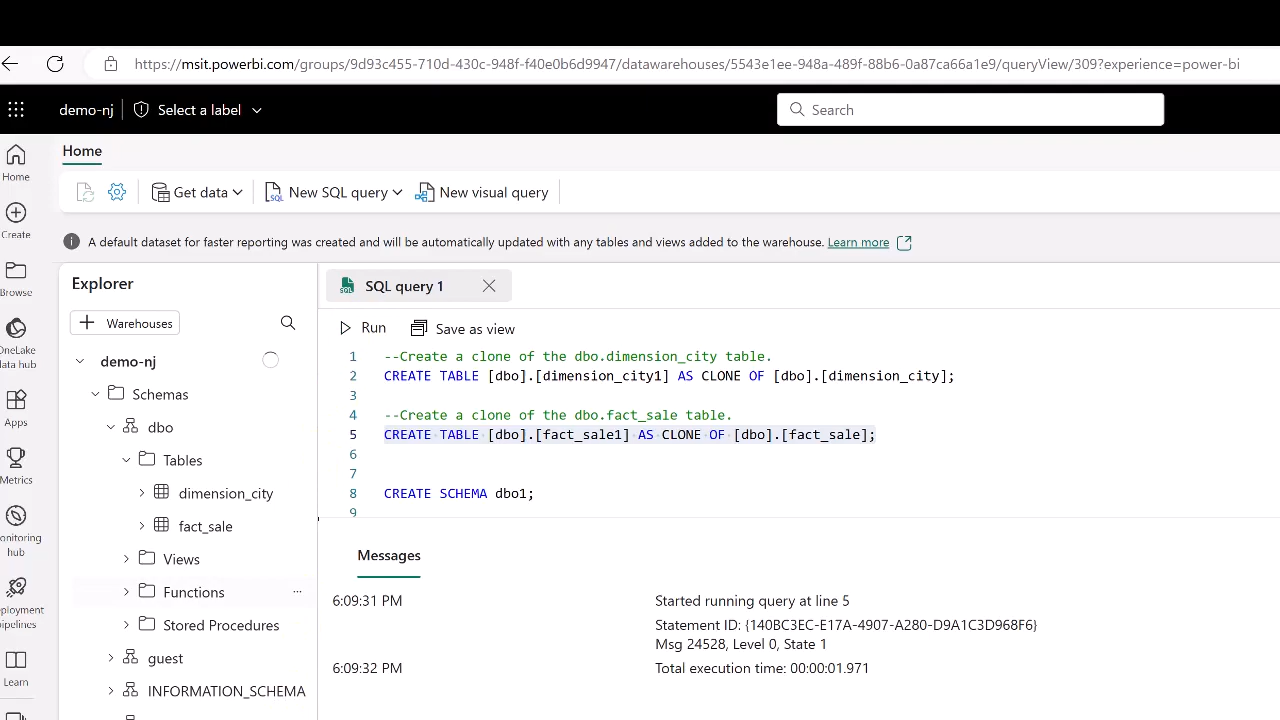 https://msit.powerbi.com/groups/9d93c455-710d-430c-948f-f40e0b6d9947/datawarehouses/5543e1ee-948a-489f-88b6-0a87ca66a1e9/queryView/309?experience=power-bi
demo-nj
Select a label
Search
Home
Home
Create
Browse
OneLake
data hub
Apps
Metrics
onitoring
hub
ployment
ipelines
Learn
Get data
New SQL query
New visual query
A default dataset for faster reporting was created and will be automatically updated with any tables and views added to the warehouse. Learn more
Explorer
Warehouses
demo-nj
Schemas
dbo
Tables
dimension_city
fact_sale
Views
Functions
Stored Procedures
guest
INFORMATION_SCHEMA
SQL query 1
Run
Save as view
1 --Create a clone of the dbo.dimension_city table.
2 CREATE TABLE [dbo].[dimension_city1] AS CLONE OF [dbo].[dimension_city];
3
4 --Create a clone of the dbo.fact_sale table.
5 CREATE TABLE [dbo].[fact_sale1] AS CLONE OF [dbo].[fact_sale];
6
7
8 CREATE SCHEMA dbo1;
9
Messages
6:09:31 PM Started running query at line 5
Statement ID: {140BC3EC-E17A-4907-A280-D9A1C3D968F6}
Msg 24528, Level 0, State 1
6:09:32 PM Total execution time: 00:00:01.971